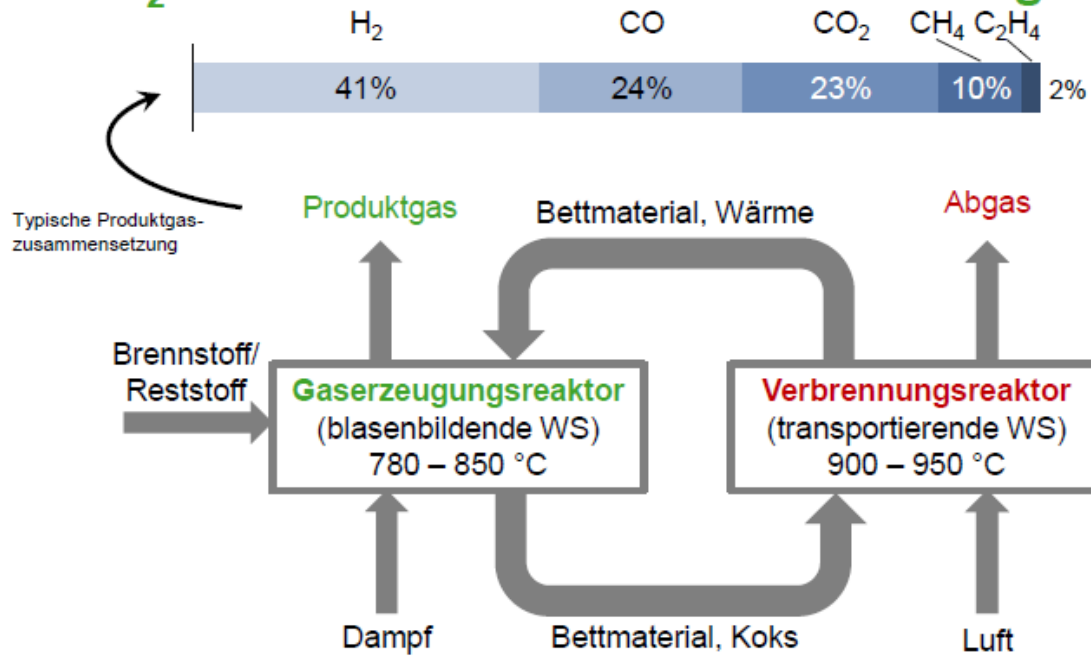 2
g
H₂ CO CO₂ CH₄ C₂H₄
41% 24% 23% 10% 2%
Typische Produktgas-
zusammensetzung
Produktgas
Bettmaterial, Wärme
Abgas
Brennstoff/
Reststoff
Gaserzeugungsreaktor
(blasenbildende WS)
780 – 850 °C
Verbrennungsreaktor
(transportierende WS)
900 – 950 °C
Dampf
Bettmaterial, Koks
Luft